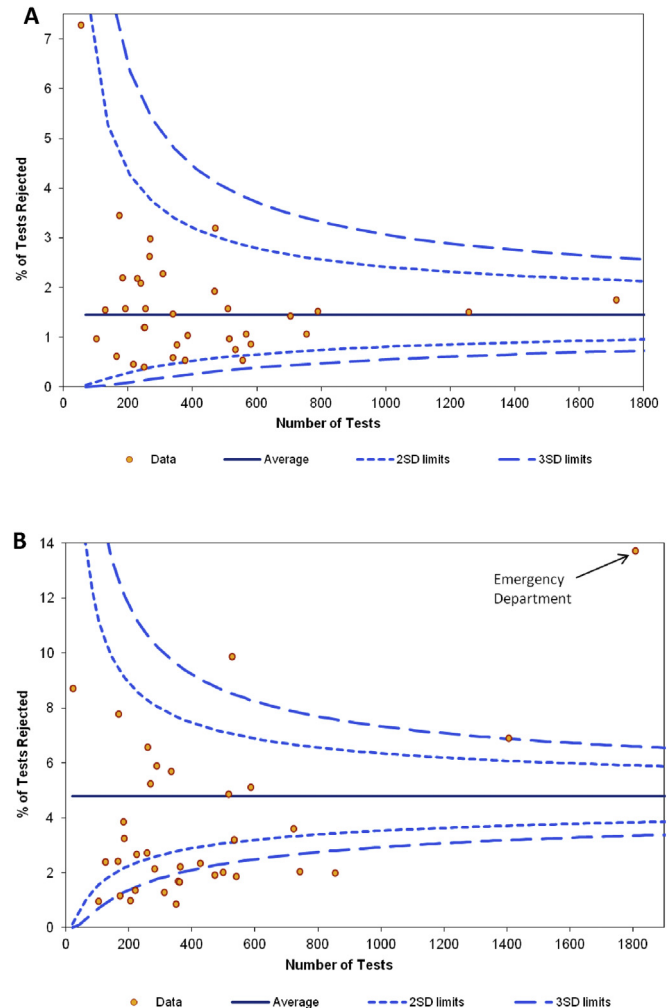 A
7
6
5
4
3
2
1
0
% of Tests Rejected
0 200 400 600 800 1000 1200 1400 1600 1800
Number of Tests
Data Average 2SD limits 3SD limits
B
14
12
10
8
6
4
2
0
% of Tests Rejected
Emergency
Department
0 200 400 600 800 1000 1200 1400 1600 1800
Number of Tests
Data Average 2SD limits 3SD limits